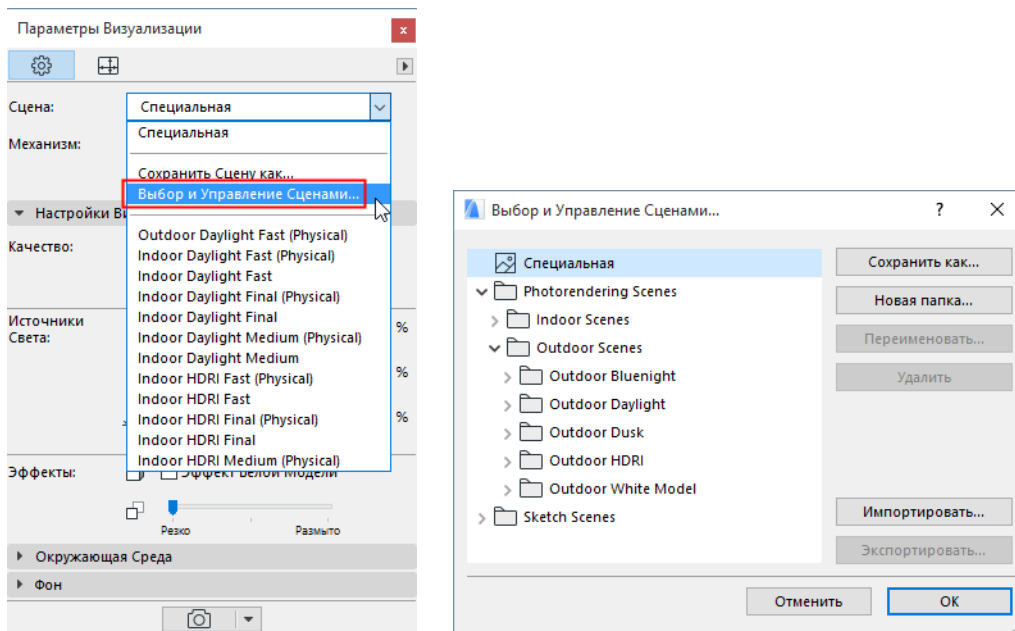 Параметры Визуализации
Сцена:
Специальная
Специальная
Механизм:
Сохранить Сцену как...
Выбор и Управление Сценами...
Настройки Ви
Outdoor Daylight Fast (Physical)
Качество:
Indoor Daylight Fast (Physical)
Indoor Daylight Fast
Indoor Daylight Final (Physical)
Indoor Daylight Final
Источники
Света:
%
Indoor Daylight Medium (Physical)
Indoor Daylight Medium
%
Indoor HDRI Fast (Physical)
Indoor HDRI Fast
Indoor HDRI Final (Physical)
%
Indoor HDRI Final
Indoor HDRI Medium (Physical)
Эффекты:
Эффект Белой Модели
Резко
Размыто
Окружающая Среда
Фон
Выбор и Управление Сценами...
?
Специальная
Photorendering Scenes
Indoor Scenes
Outdoor Scenes
Outdoor Bluenight
Outdoor Daylight
Outdoor Dusk
Outdoor HDRI
Outdoor White Model
Sketch Scenes
Сохранить как...
Новая папка...
Переименовать...
Удалить
Импортировать...
Экспортировать...
Отменить
OK